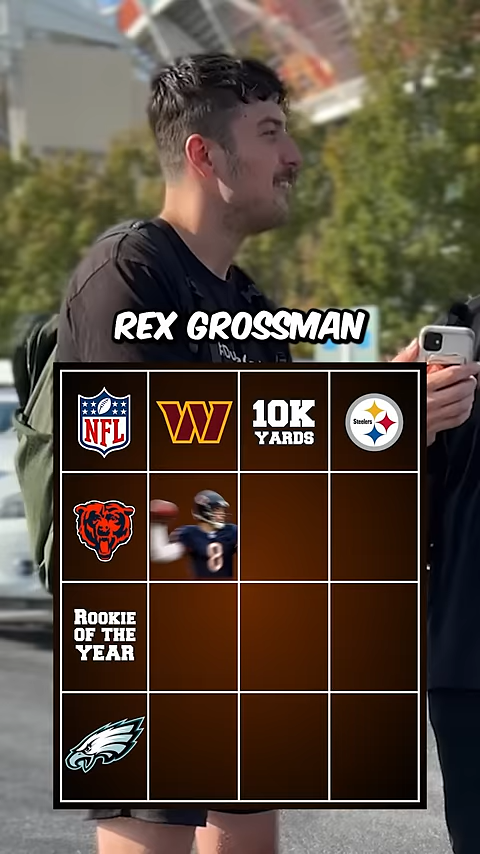 REX GROSSMAN
NFL
W
10K
YARDS
Steelers
8
ROOKIE
OF THE
YEAR